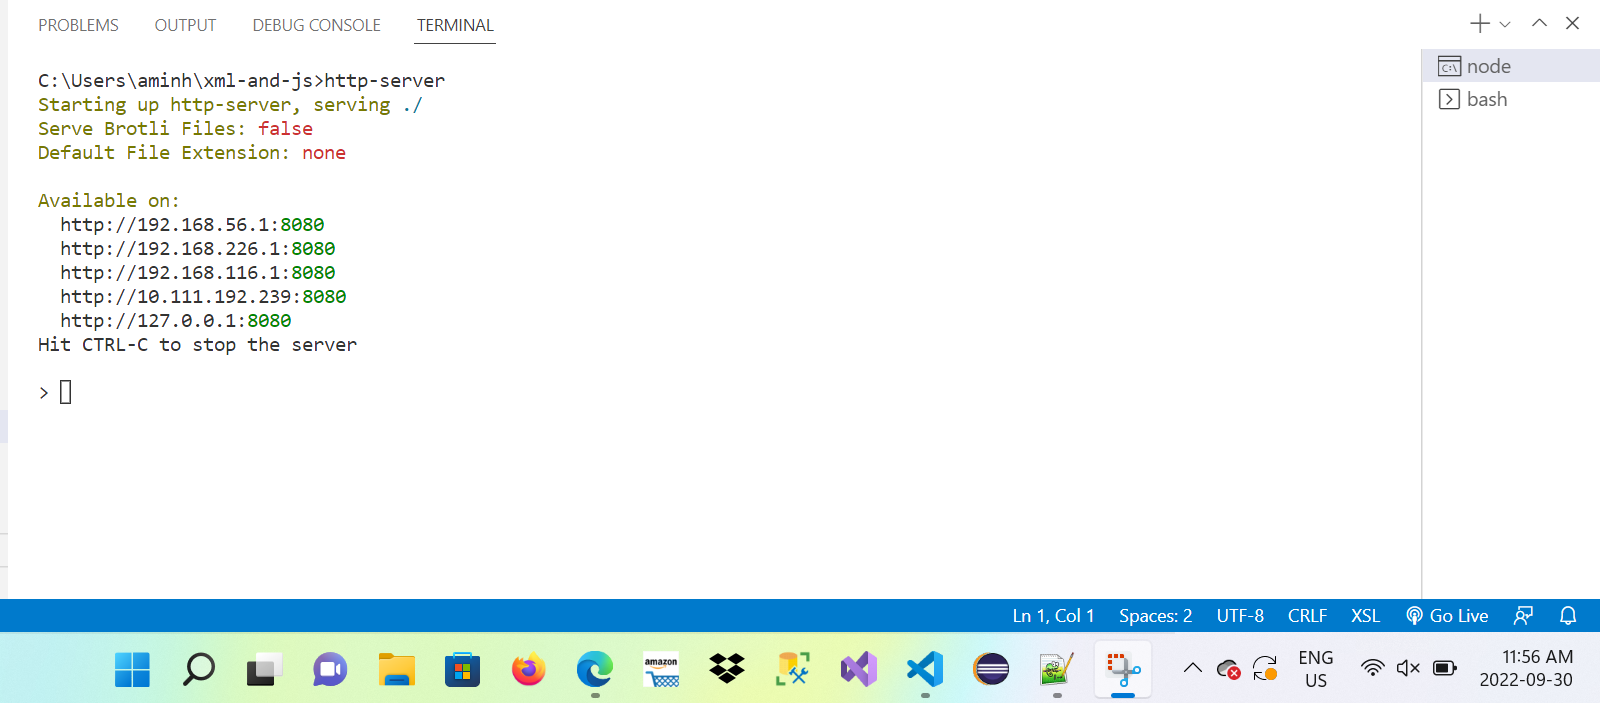 PROBLEMS OUTPUT DEBUG CONSOLE TERMINAL
C:\Users\aminh\xml-and-js>http-server
Starting up http-server, serving ./
Serve Brotli Files: false
Default File Extension: none
Available on:
http://192.168.56.1:8080
http://192.168.226.1:8080
http://192.168.116.1:8080
http://10.111.192.239:8080
http://127.0.0.1:8080
Hit CTRL-C to stop the server
>
node
bash
Ln 1, Col 1 Spaces: 2 UTF-8 CRLF XSL Go Live
amazon
ENG
US
11:56 AM
2022-09-30